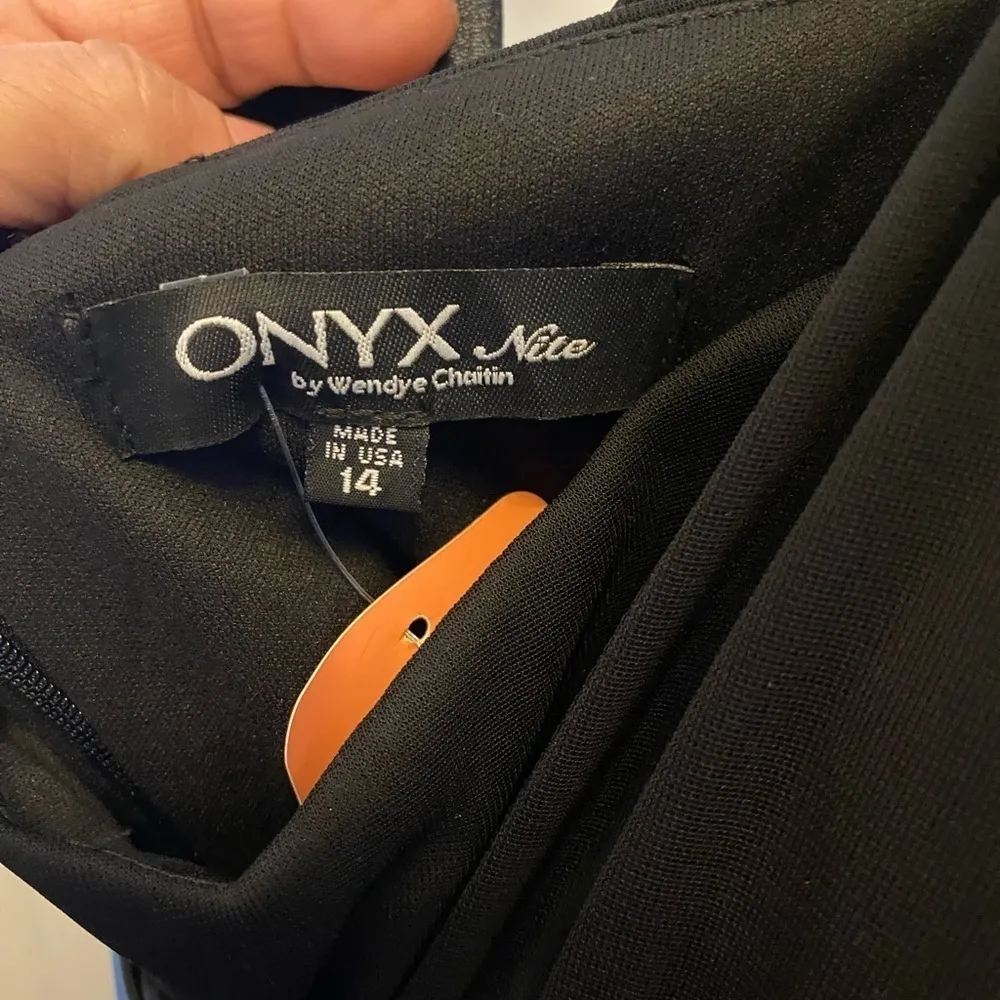 ONYX Nite
by Wendye Chaitin
MADE
IN USA
14